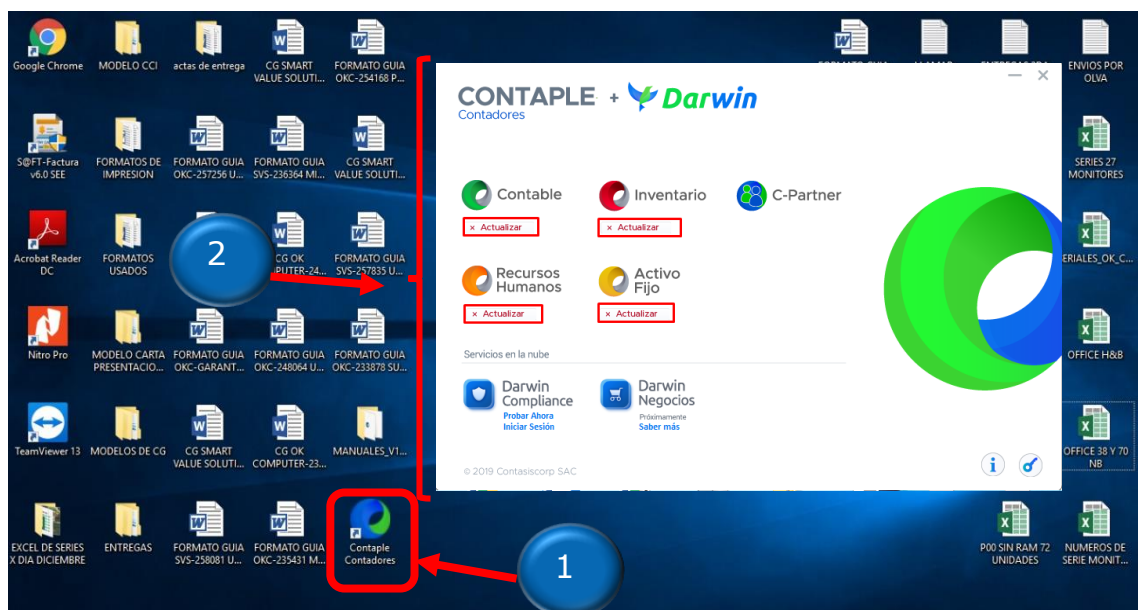 Google Chrome
MODELO CCI
actas de entrega
CG SMART
VALUE SOLUTI...
FORMATO GUIA
OKC-254168 P...
ENVIOS POR
OLVA
S@FT-Factura
v6.0 SEE
FORMATOS DE
IMPRESION
FORMATO GUIA
OKC-257256 U...
FORMATO GUIA
SVS-236364 MI...
CG SMART
VALUE SOLUTI...
SERIES 27
MONITORES
Acrobat Reader
DC
FORMATOS
USADOS
2
CG OK
PUTER-24...
FORMATO GUIA
SVS-257835 U...
ERIALES_OK_C...
Nitro Pro
MODELO CARTA
PRESENTACIO...
FORMATO GUIA
OKC-GARANT...
FORMATO GUIA
OKC-248064 U...
FORMATO GUIA
OKC-233878 SU...
OFFICE H&B
TeamViewer 13
MODELOS DE CG
CG SMART
VALUE SOLUTI...
CG OK
COMPUTER-23...
MANUALES_V1...
OFFICE 38 Y 70
NB
EXCEL DE SERIES
X DIA DICIEMBRE
ENTREGAS
FORMATO GUIA
SVS-258081 U...
FORMATO GUIA
OKC-235431 M...
Contaple
Contadores
1
P00 SIN RAM 72
UNIDADES
NUMEROS DE
SERIE MONIT...
CONTAPLE + Darwin
Contadores
Contable
Inventario
C-Partner
× Actualizar
× Actualizar
Recursos
Humanos
Activo
Fijo
× Actualizar
× Actualizar
Servicios en la nube
Darwin
Compliance
Probar Ahora
Iniciar Sesión
Darwin
Negocios
Próximamente
Saber más
© 2019 Contasiscorp SAC